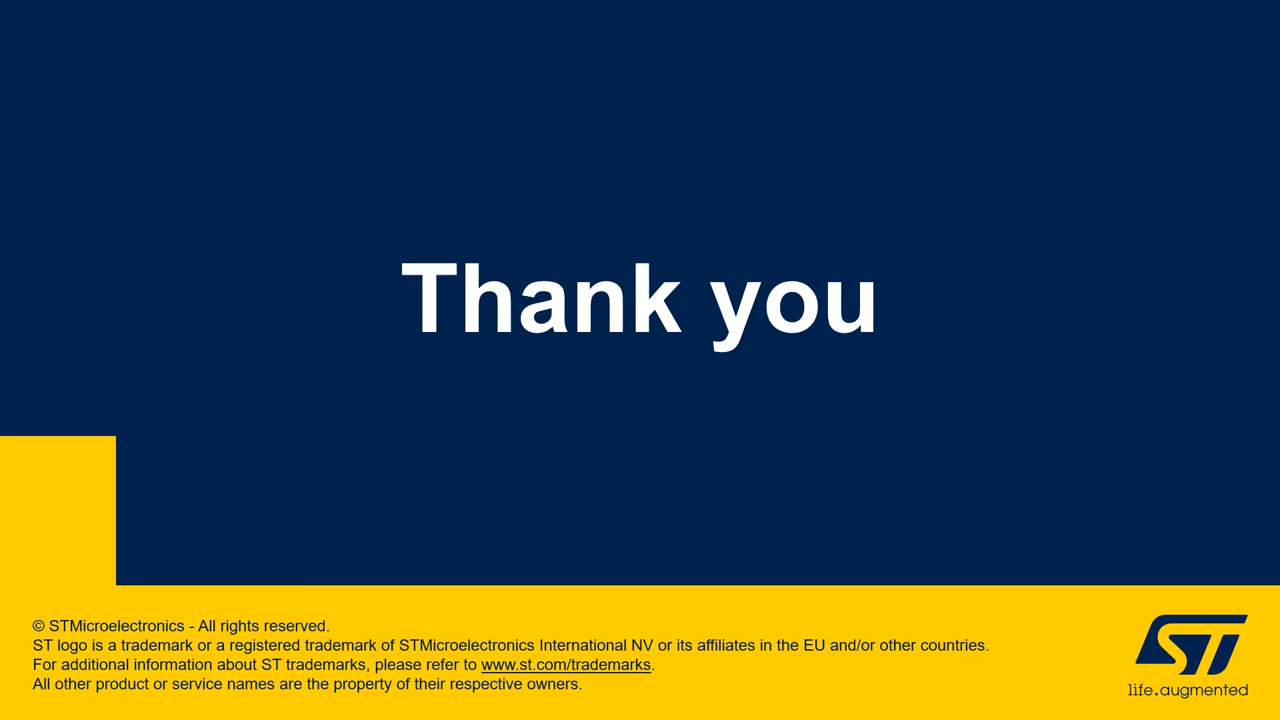 Thank you
© STMicroelectronics - All rights reserved.
ST logo is a trademark or a registered trademark of STMicroelectronics International NV or its affiliates in the EU and/or other countries.
For additional information about ST trademarks, please refer to www.st.com/trademarks.
All other product or service names are the property of their respective owners.
ST
life.augmented